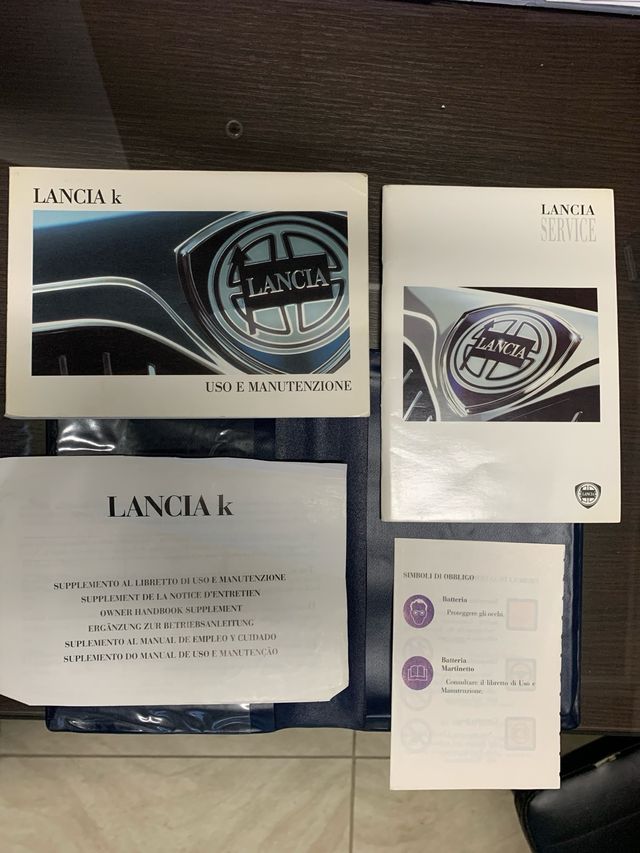 LANCIA k
LANCIA
USO E MANUTENZIONE
LANCIA
SERVICE
LANCIA
LANCIA
LANCIA k
SUPPLEMENTO AL LIBRETTO DI USO E MANUTENZIONE
SUPPLEMENT DE LA NOTICE D'ENTRETIEN
OWNER HANDBOOK SUPPLEMENT
ERGÄNZUNG ZUR BETRIEBSANLEITUNG
SUPLEMENTO AL MANUAL DE EMPLEO Y CUIDADO
SUPLEMENTO DO MANUAL DE USO E MANUTENÇÃO
SIMBOLI DI OBBLIGO
Batteria
Proteggere gli occhi.
Batteria
Martinetto
Consultare il libretto di Uso e
Manutenzione.